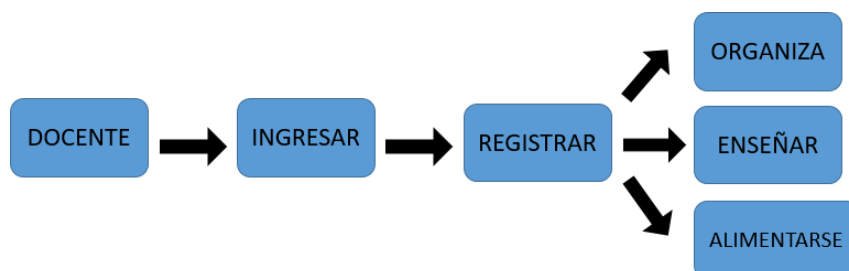 DOCENTE
INGRESAR
REGISTRAR
ORGANIZA
ENSEÑAR
ALIMENTARSE